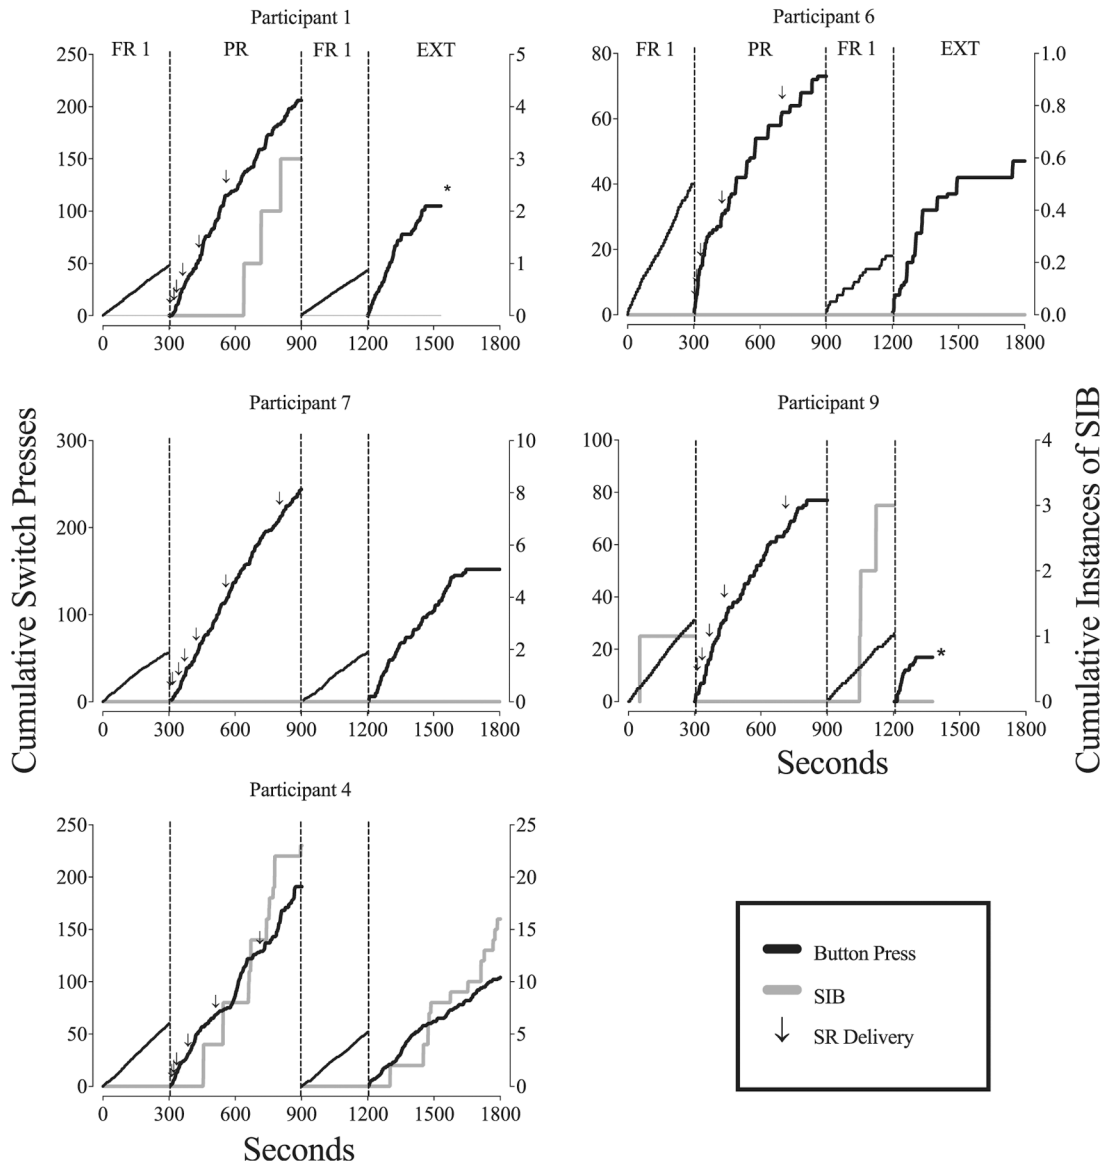 Participant 1
FR 1 PR FR 1 EXT
250 200 150 100 50 0
5 4 3 2 1 0
*
0 300 600 900 1200 1500 1800
Participant 6
FR 1 PR FR 1 EXT
80 60 40 20 0
1.0 0.8 0.6 0.4 0.2 0.0
0 300 600 900 1200 1500 1800
Cumulative Switch Presses
Participant 7
300 200 100 0
10 8 6 4 2 0
0 300 600 900 1200 1500 1800
Participant 9
100 80 60 40 20 0
4 3 2 1 0
*
0 300 600 900 1200 1500 1800
Seconds
Cumulative Instances of SIB
Participant 4
250 200 150 100 50 0
25 20 15 10 5 0
0 300 600 900 1200 1500 1800
Seconds
Button Press
SIB
SR Delivery